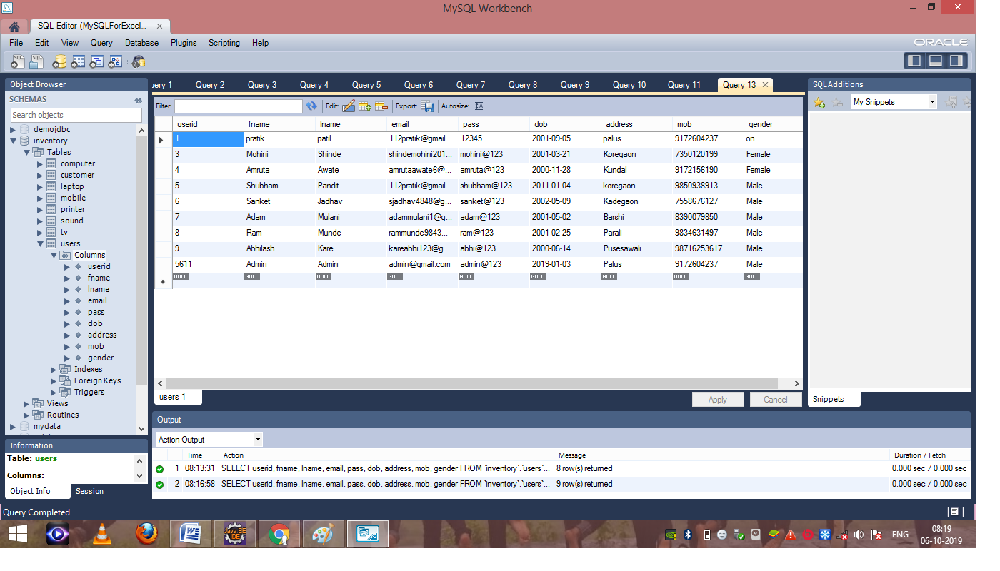 MySQL Workbench
SQL Editor (MySQLForExcel...
File Edit View Query Database Plugins Scripting Help
ORACLE
Object Browser
SCHEMAS
Search objects
demojdbc
inventory
Tables
computer
customer
laptop
mobile
printer
sound
tv
users
Columns
userid
fname
lname
email
pass
dob
address
mob
gender
Indexes
Foreign Keys
Triggers
Views
Routines
mydata
Information
Table: users
Columns:
Object Info Session
Query Completed
uery 1 Query 2 Query 3 Query 4 Query 5 Query 6 Query 7 Query 8 Query 9 Query 10 Query 11 Query 13
Filter: Edit: Export: Autosize:
userid fname lname email pass dob address mob gender
1 pratik patil 112pratik@gmail.... 12345 2001-09-05 palus 9172604237 on
3 Mohini Shinde shindemohini201... mohini@123 2001-03-21 Koregaon 7350120199 Female
4 Amruta Awate amrutaawate6@... amruta@123 2000-11-28 Kundal 9172156190 Female
5 Shubham Pandit 112pratik@gmail.... shubham@123 2011-01-04 koregaon 9850938913 Male
6 Sanket Jadhav sjadhav4848@g... sanket@123 2002-05-09 Kadegaon 7558676127 Male
7 Adam Mulani adammulani1@g... adam@123 2001-05-02 Barshi 8390079850 Male
8 Ram Munde rammunde9843... ram@123 2001-02-25 Parali 9834631497 Male
9 Abhilash Kare kareabhi123@g... abhi@123 2000-06-14 Pusesawali 98716253617 Male
5611 Admin Admin admin@gmail.com admin@123 2019-01-03 Palus 9172604237 Male
NULL NULL NULL NULL NULL NULL NULL NULL NULL
users 1
Apply Cancel
SQLAdditions
My Snippets
Snippets
Output
Action Output
Time Action Message Duration / Fetch
1 08:13:31 SELECT userid, fname, lname, email, pass, dob, address, mob, gender FROM `inventory`.`users`... 8 row(s) returned 0.000 sec / 0.000 sec
2 08:16:58 SELECT userid, fname, lname, email, pass, dob, address, mob, gender FROM `inventory`.`users`... 9 row(s) returned 0.000 sec / 0.000 sec
Java EE
IDE
ENG
08:19
06-10-2019